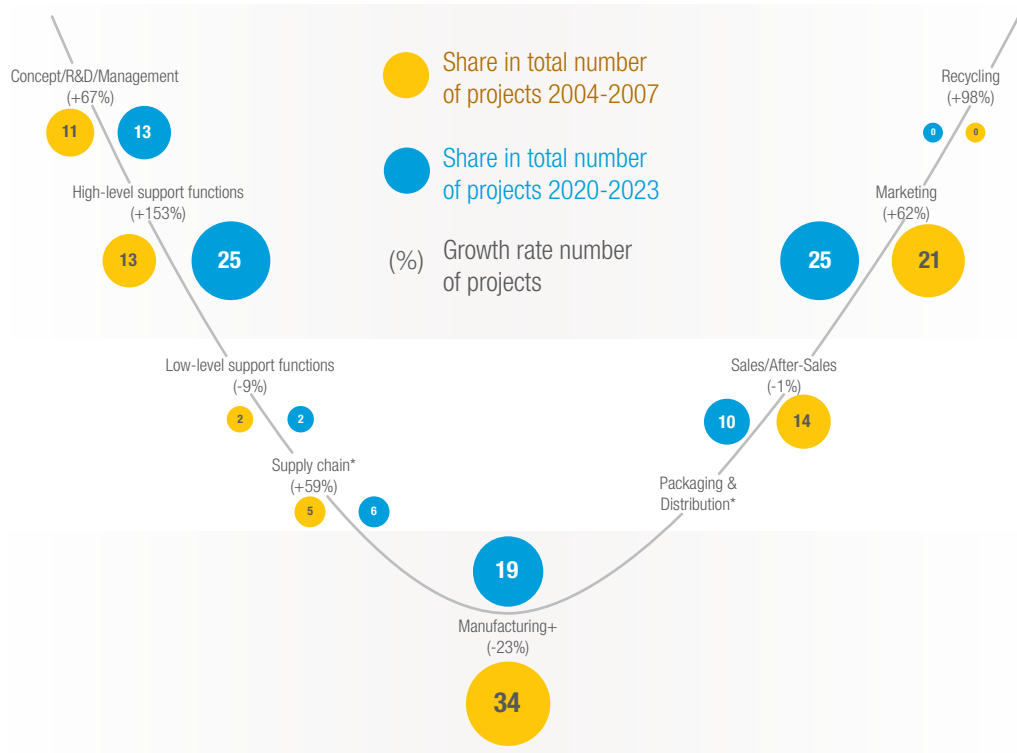 Concept/R&D/Management
(+67%)
11
13
High-level support functions
(+153%)
13
25
Low-level support functions
(-9%)
2
2
Supply chain*
(+59%)
5
6
Share in total number
of projects 2004-2007
Share in total number
of projects 2020-2023
(%) Growth rate number
of projects
19
Manufacturing+
(-23%)
34
Recycling
(+98%)
0
0
Marketing
(+62%)
25
21
Sales/After-Sales
(-1%)
10
14
Packaging &
Distribution*